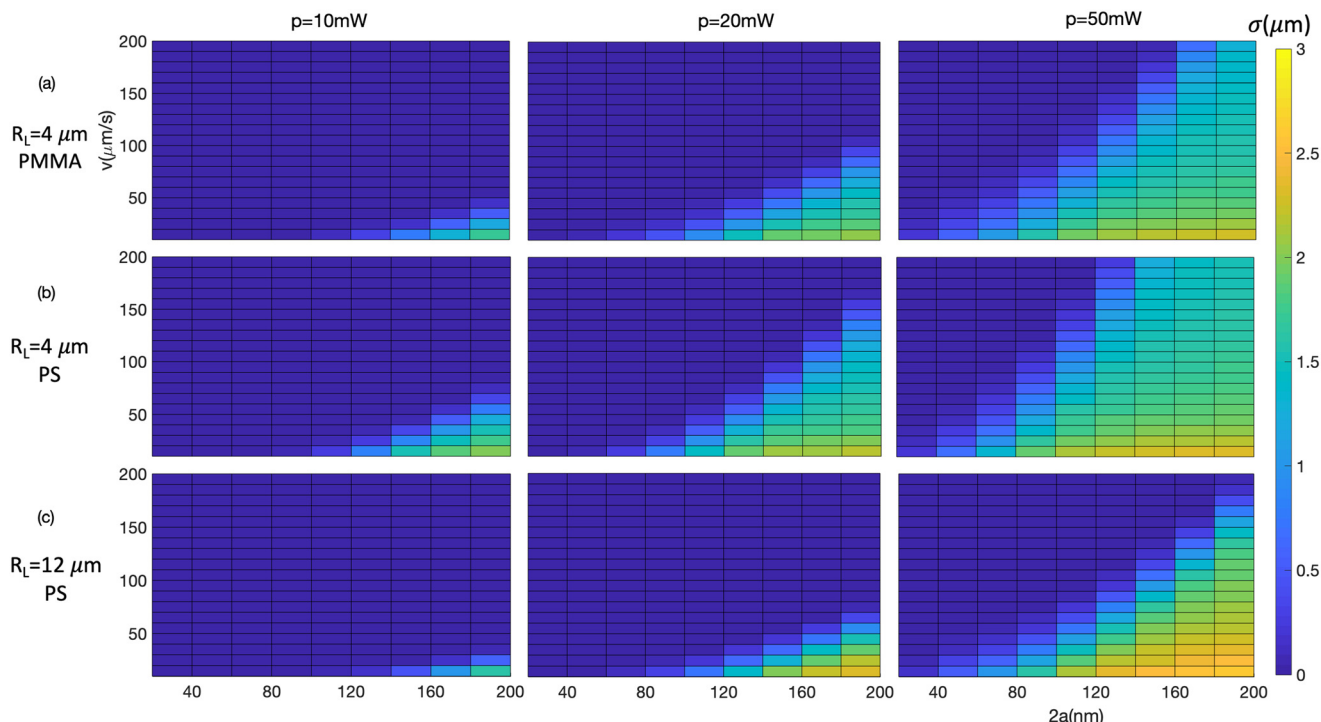 p=10mW
p=20mW
p=50mW
σ(μm)
(a)
R_L=4 μm
PMMA
v(μm/s)
200
150
100
50
(b)
R_L=4 μm
PS
200
150
100
50
(c)
R_L=12 μm
PS
200
150
100
50
40 80 120 160 200
40 80 120 160 200
40 80 120 160 200
2a(nm)
3
2.5
2
1.5
1
0.5
0